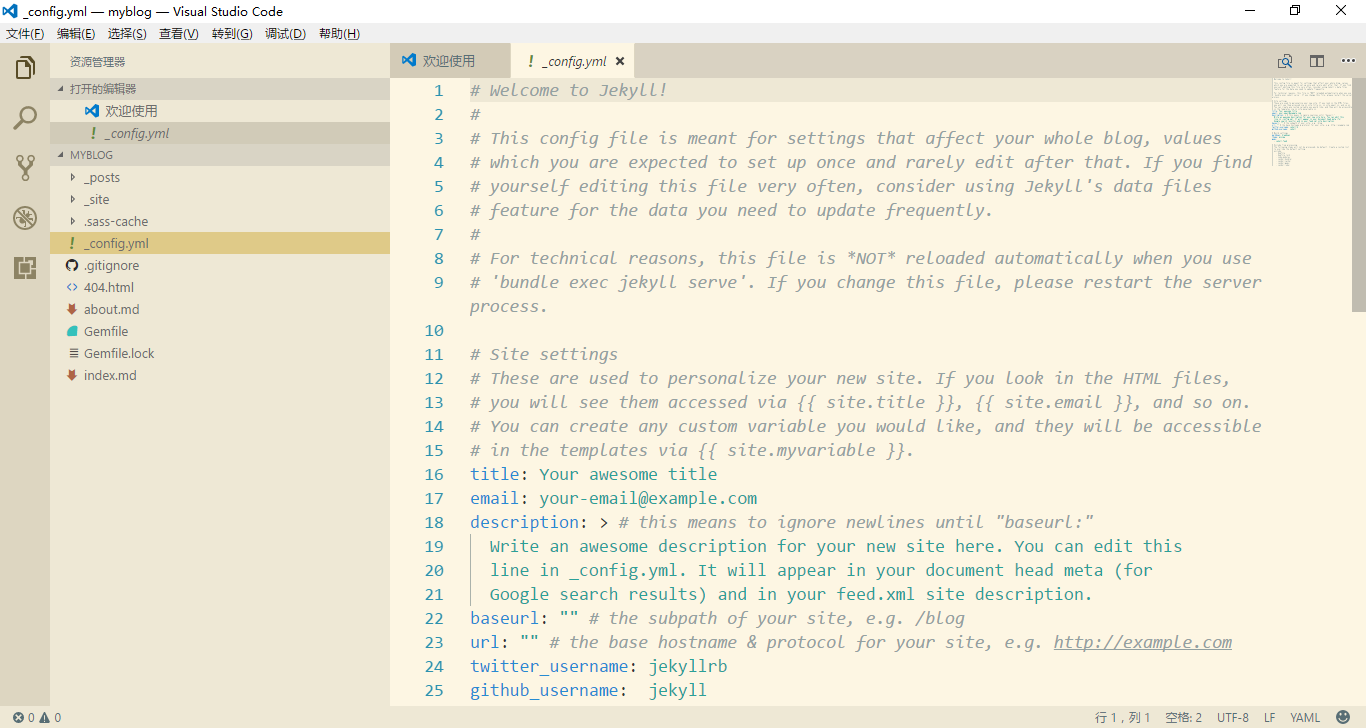 _config.yml — myblog — Visual Studio Code
文件(F) 编辑(E) 选择(S) 查看(V) 转到(G) 调试(D) 帮助(H)
资源管理器
打开的编辑器
欢迎使用
! _config.yml
MYBLOG
_posts
_site
.sass-cache
! _config.yml
.gitignore
<> 404.html
about.md
Gemfile
Gemfile.lock
index.md
欢迎使用 ! _config.yml ×
1 # Welcome to Jekyll!
2 #
3 # This config file is meant for settings that affect your whole blog, values
4 # which you are expected to set up once and rarely edit after that. If you find
5 # yourself editing this file very often, consider using Jekyll's data files
6 # feature for the data you need to update frequently.
7 #
8 # For technical reasons, this file is *NOT* reloaded automatically when you use
9 # 'bundle exec jekyll serve'. If you change this file, please restart the server
process.
10
11 # Site settings
12 # These are used to personalize your new site. If you look in the HTML files,
13 # you will see them accessed via {{ site.title }}, {{ site.email }}, and so on.
14 # You can create any custom variable you would like, and they will be accessible
15 # in the templates via {{ site.myvariable }}.
16 title: Your awesome title
17 email: your-email@example.com
18 description: > # this means to ignore newlines until "baseurl:"
19 Write an awesome description for your new site here. You can edit this
20 line in _config.yml. It will appear in your document head meta (for
21 Google search results) and in your feed.xml site description.
22 baseurl: "" # the subpath of your site, e.g. /blog
23 url: "" # the base hostname & protocol for your site, e.g. http://example.com
24 twitter_username: jekyllrb
25 github_username:  jekyll
0 0 行 1，列 1 空格: 2 UTF-8 LF YAML